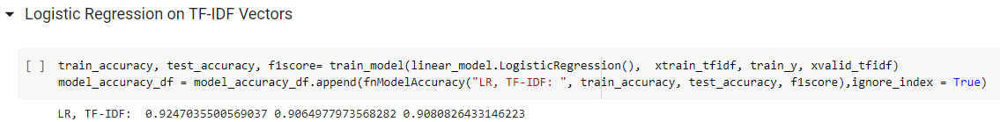 Logistic Regression on TF-IDF Vectors
[ ] train_accuracy, test_accuracy, f1score= train_model(linear_model.LogisticRegression(),  xtrain_tfidf, train_y, xvalid_tfidf)
model_accuracy_df = model_accuracy_df.append(fnModelAccuracy("LR, TF-IDF: ", train_accuracy, test_accuracy, f1score),ignore_index = True)
LR, TF-IDF:  0.9247035500569037 0.9064977973568282 0.9080826433146223